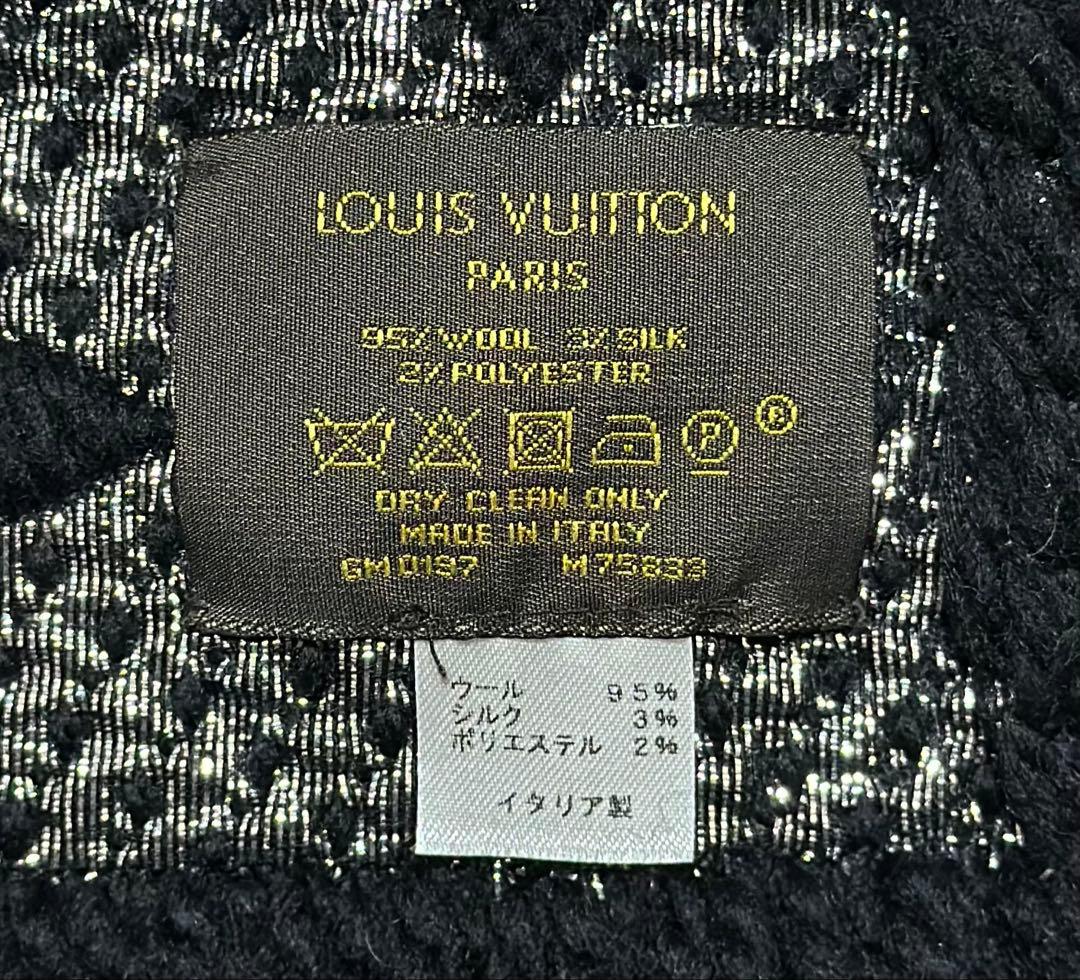 LOUIS VUITTON
PARIS
95% WOOL 3% SILK
2% POLYESTER
P ®
DRY CLEAN ONLY
MADE IN ITALY
GM0197 M75833
ウール 95%
シルク 3%
ポリエステル 2%
イタリア製